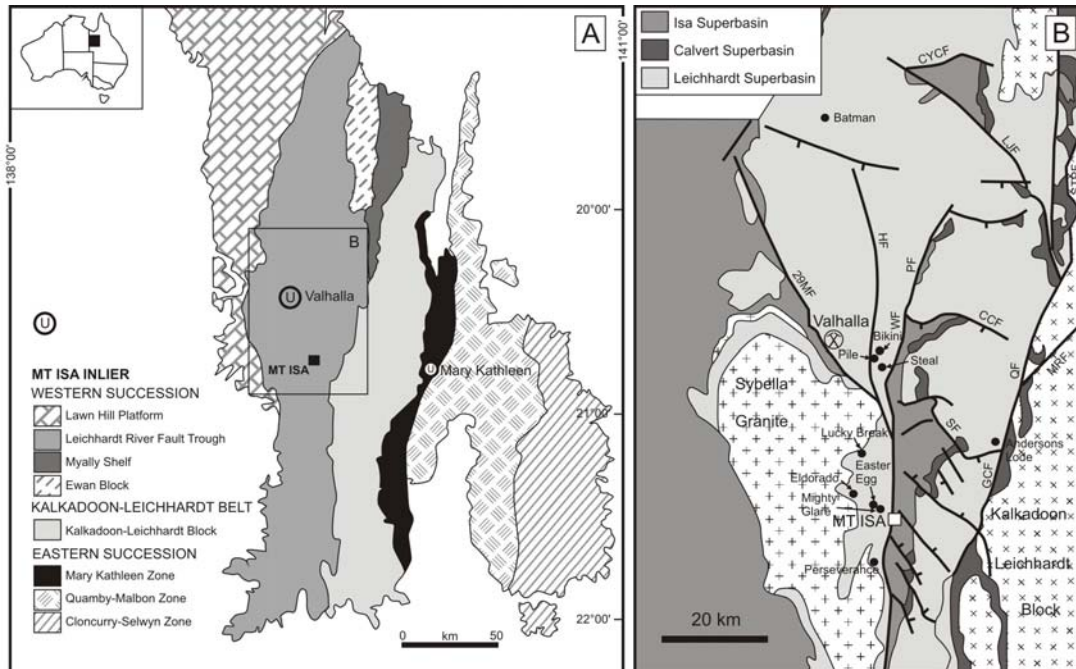 A
138°00'
141°00'
B
U Valhalla
MT ISA
U
U Mary Kathleen
20°00'
21°00'
22°00'
MT ISA INLIER
WESTERN SUCCESSION
Lawn Hill Platform
Leichhardt River Fault Trough
Myally Shelf
Ewan Block
KALKADOON-LEICHHARDT BELT
Kalkadoon-Leichhardt Block
EASTERN SUCCESSION
Mary Kathleen Zone
Quamby-Malbon Zone
Cloncurry-Selwyn Zone
0 km 50
B
Isa Superbasin
Calvert Superbasin
Leichhardt Superbasin
CYCF
Batman
LJF
HF
PF
29MF
WF
CCF
Valhalla
Bikini
Pile
Steal
QF
MRF
Sybella
Granite
Lucky Break
SF
Andersons
Lode
Easter
Egg
Eldorado
GCF
Mighty
Glare
MT ISA
Kalkadoon
Leichhardt
Block
Perseverance
20 km